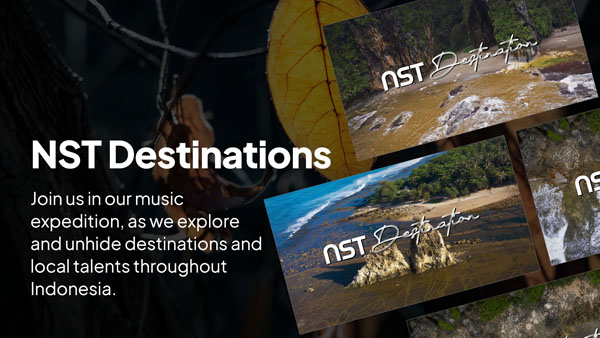 NST Destinations
Join us in our music
expedition, as we explore
and unhide destinations and
local talents throughout
Indonesia.
NST Destination
NST Destination
NS